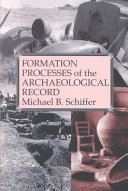 FORMATION
PROCESSES of the
ARCHAEOLOGICAL
RECORD
Michael B. Schiffer